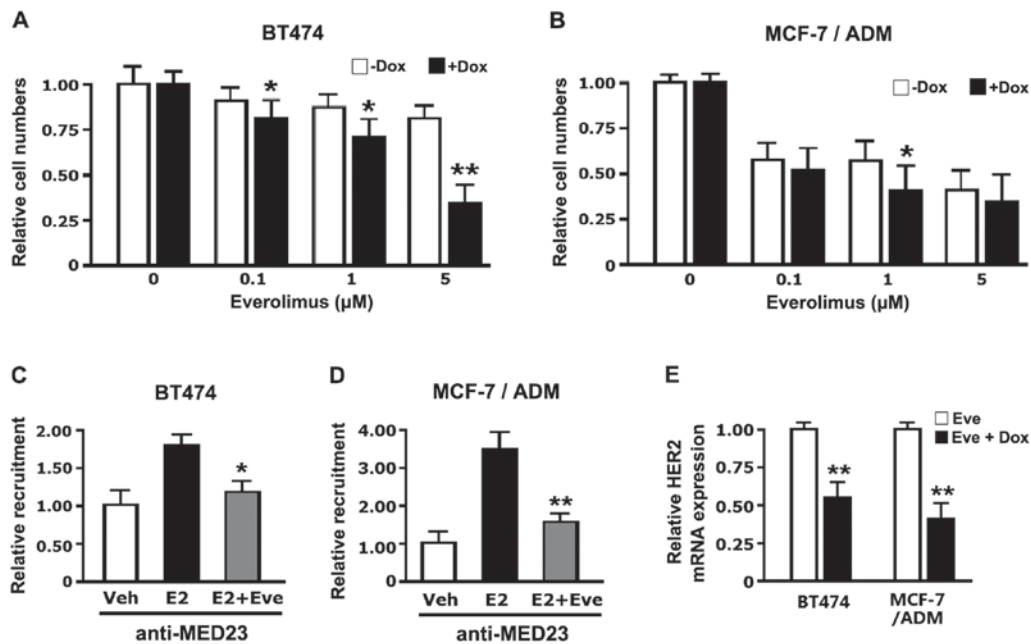 A
BT474
-Dox
+Dox
Relative cell numbers
1.00
0.75
0.50
0.25
0
*
*
**
0
0.1
1
5
Everolimus (μM)
B
MCF-7 / ADM
-Dox
+Dox
Relative cell numbers
1.00
0.75
0.50
0.25
0
*
0
0.1
1
5
Everolimus (μM)
C
BT474
Relative recruitment
2.00
1.50
1.00
0.50
0
*
Veh
E2
E2+Eve
anti-MED23
D
MCF-7 / ADM
Relative recruitment
4.00
3.00
2.00
1.00
0
**
Veh
E2
E2+Eve
anti-MED23
E
Eve
Eve + Dox
Relative HER2
mRNA expression
1.00
0.75
0.50
0.25
0
**
**
BT474
MCF-7
/ADM